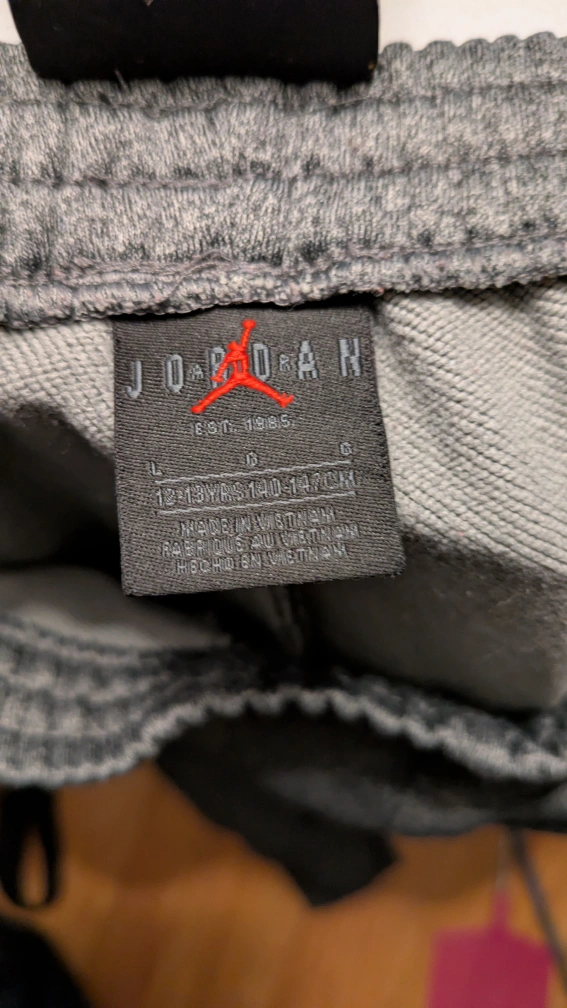 JORDAN
EST. 1985
L G G
12-13YRS 140-147CM
MADE IN VIETNAM
FABRIQUÉ AU VIETNAM
HECHO EN VIETNAM